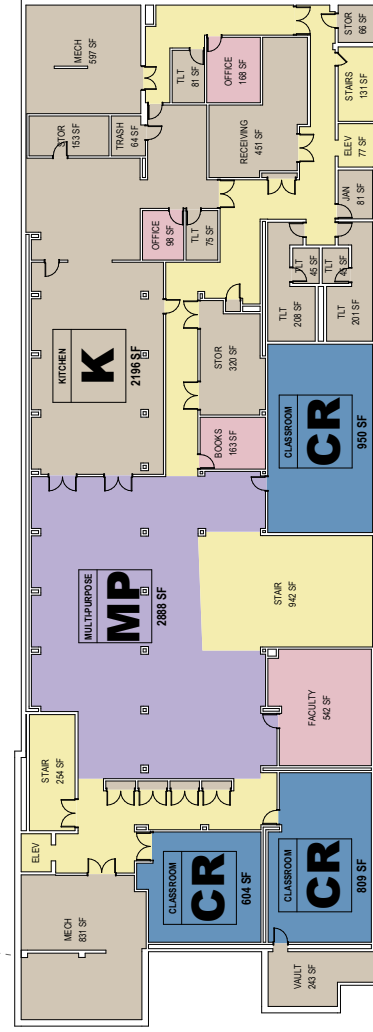 MECH
597 SF
STOR
153 SF
TRASH
64 SF
TLT
81 SF
OFFICE
168 SF
RECEIVING
451 SF
STOR
66 SF
STAIRS
131 SF
ELEV
77 SF
JAN
81 SF
OFFICE
98 SF
TLT
75 SF
TLT
45 SF
TLT
45 SF
TLT
208 SF
TLT
201 SF
KITCHEN
K
2196 SF
STOR
320 SF
BOOKS
163 SF
CLASSROOM
CR
950 SF
MULTI-PURPOSE
MP
2888 SF
STAIR
942 SF
FACULTY
542 SF
STAIR
254 SF
ELEV
MECH
831 SF
CLASSROOM
CR
604 SF
CLASSROOM
CR
809 SF
VAULT
243 SF